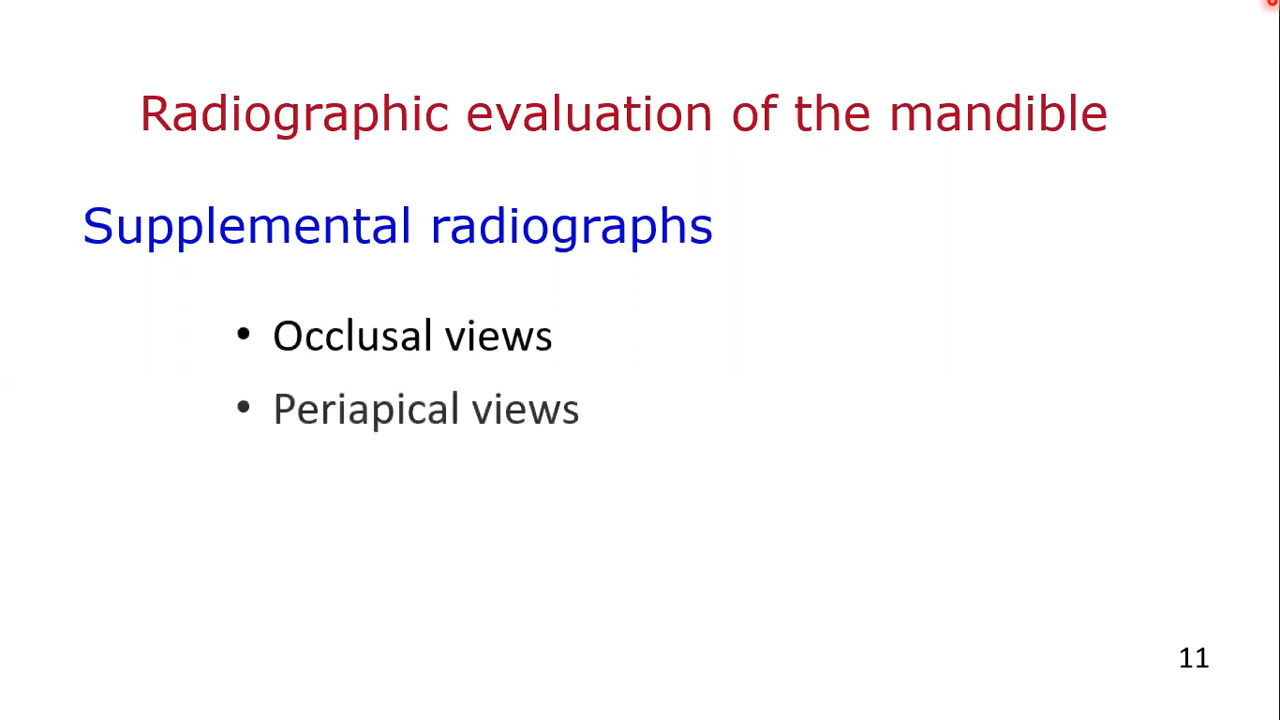 Radiographic evaluation of the mandible
Supplemental radiographs
• Occlusal views
• Periapical views
11